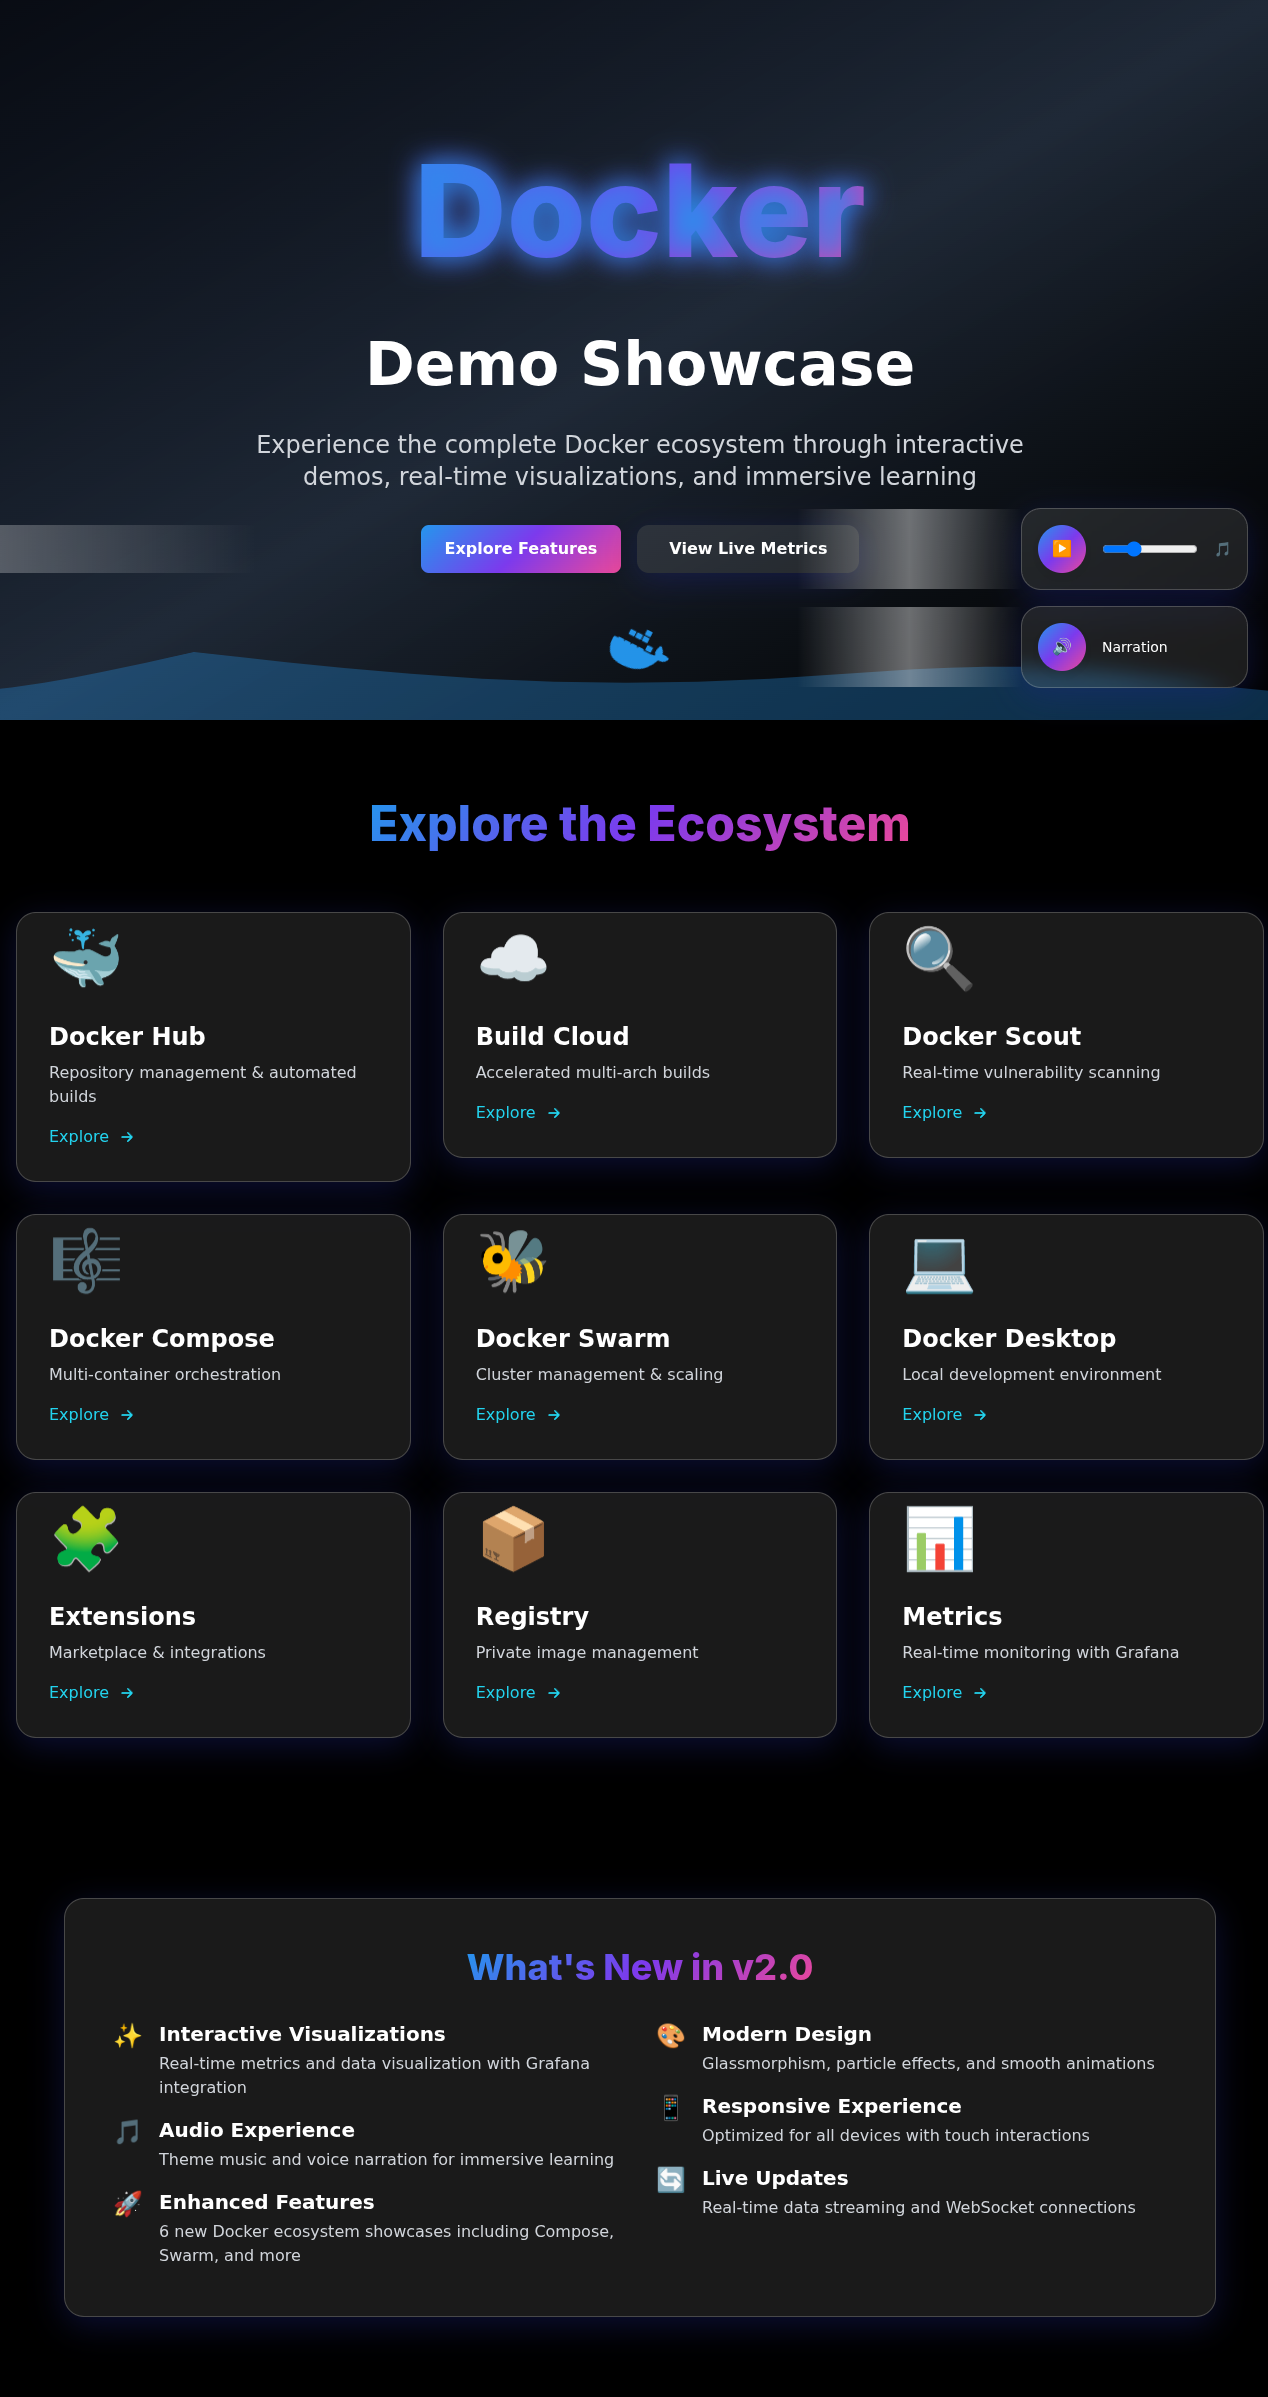 Docker
Demo Showcase
Experience the complete Docker ecosystem through interactive
demos, real-time visualizations, and immersive learning
Explore Features
View Live Metrics
Narration
Explore the Ecosystem
Docker Hub
Repository management & automated
builds
Explore →
Build Cloud
Accelerated multi-arch builds
Explore →
Docker Scout
Real-time vulnerability scanning
Explore →
Docker Compose
Multi-container orchestration
Explore →
Docker Swarm
Cluster management & scaling
Explore →
Docker Desktop
Local development environment
Explore →
Extensions
Marketplace & integrations
Explore →
Registry
Private image management
Explore →
Metrics
Real-time monitoring with Grafana
Explore →
What's New in v2.0
Interactive Visualizations
Real-time metrics and data visualization with Grafana
integration
Audio Experience
Theme music and voice narration for immersive learning
Enhanced Features
6 new Docker ecosystem showcases including Compose,
Swarm, and more
Modern Design
Glassmorphism, particle effects, and smooth animations
Responsive Experience
Optimized for all devices with touch interactions
Live Updates
Real-time data streaming and WebSocket connections